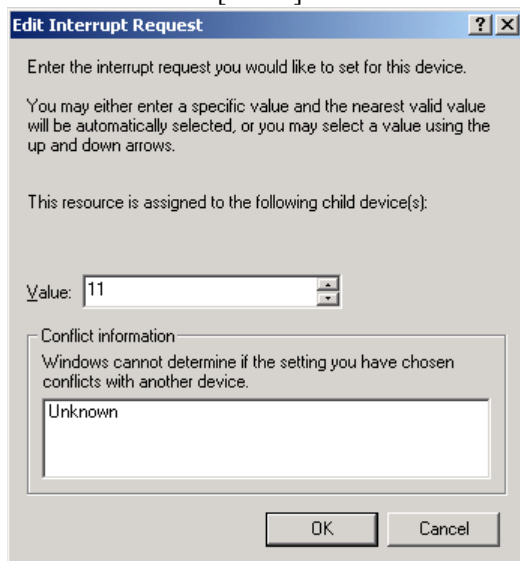 Edit Interrupt Request
Enter the interrupt request you would like to set for this device.
You may either enter a specific value and the nearest valid value
will be automatically selected, or you may select a value using the
up and down arrows.
This resource is assigned to the following child device(s):
Value: 11
Conflict information
Windows cannot determine if the setting you have chosen
conflicts with another device.
Unknown
OK Cancel